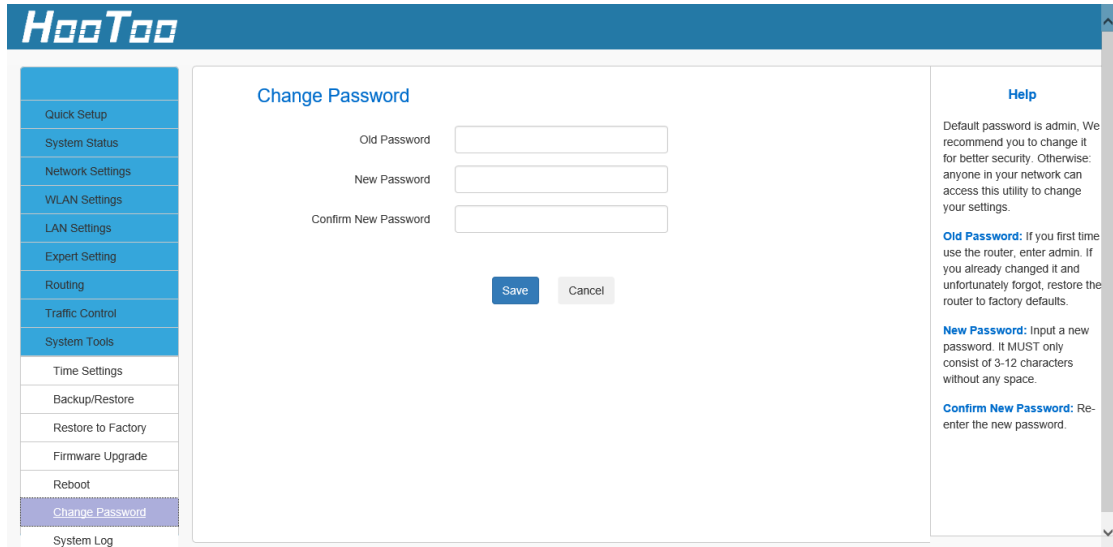 HooToo
Quick Setup
System Status
Network Settings
WLAN Settings
LAN Settings
Expert Setting
Routing
Traffic Control
System Tools
Time Settings
Backup/Restore
Restore to Factory
Firmware Upgrade
Reboot
Change Password
System Log
Change Password
Old Password
New Password
Confirm New Password
Save Cancel
Help
Default password is admin, We
recommend you to change it
for better security. Otherwise:
anyone in your network can
access this utility to change
your settings.
Old Password: If you first time
use the router, enter admin. If
you already changed it and
unfortunately forgot, restore the
router to factory defaults.
New Password: Input a new
password. It MUST only
consist of 3-12 characters
without any space.
Confirm New Password: Re-
enter the new password.